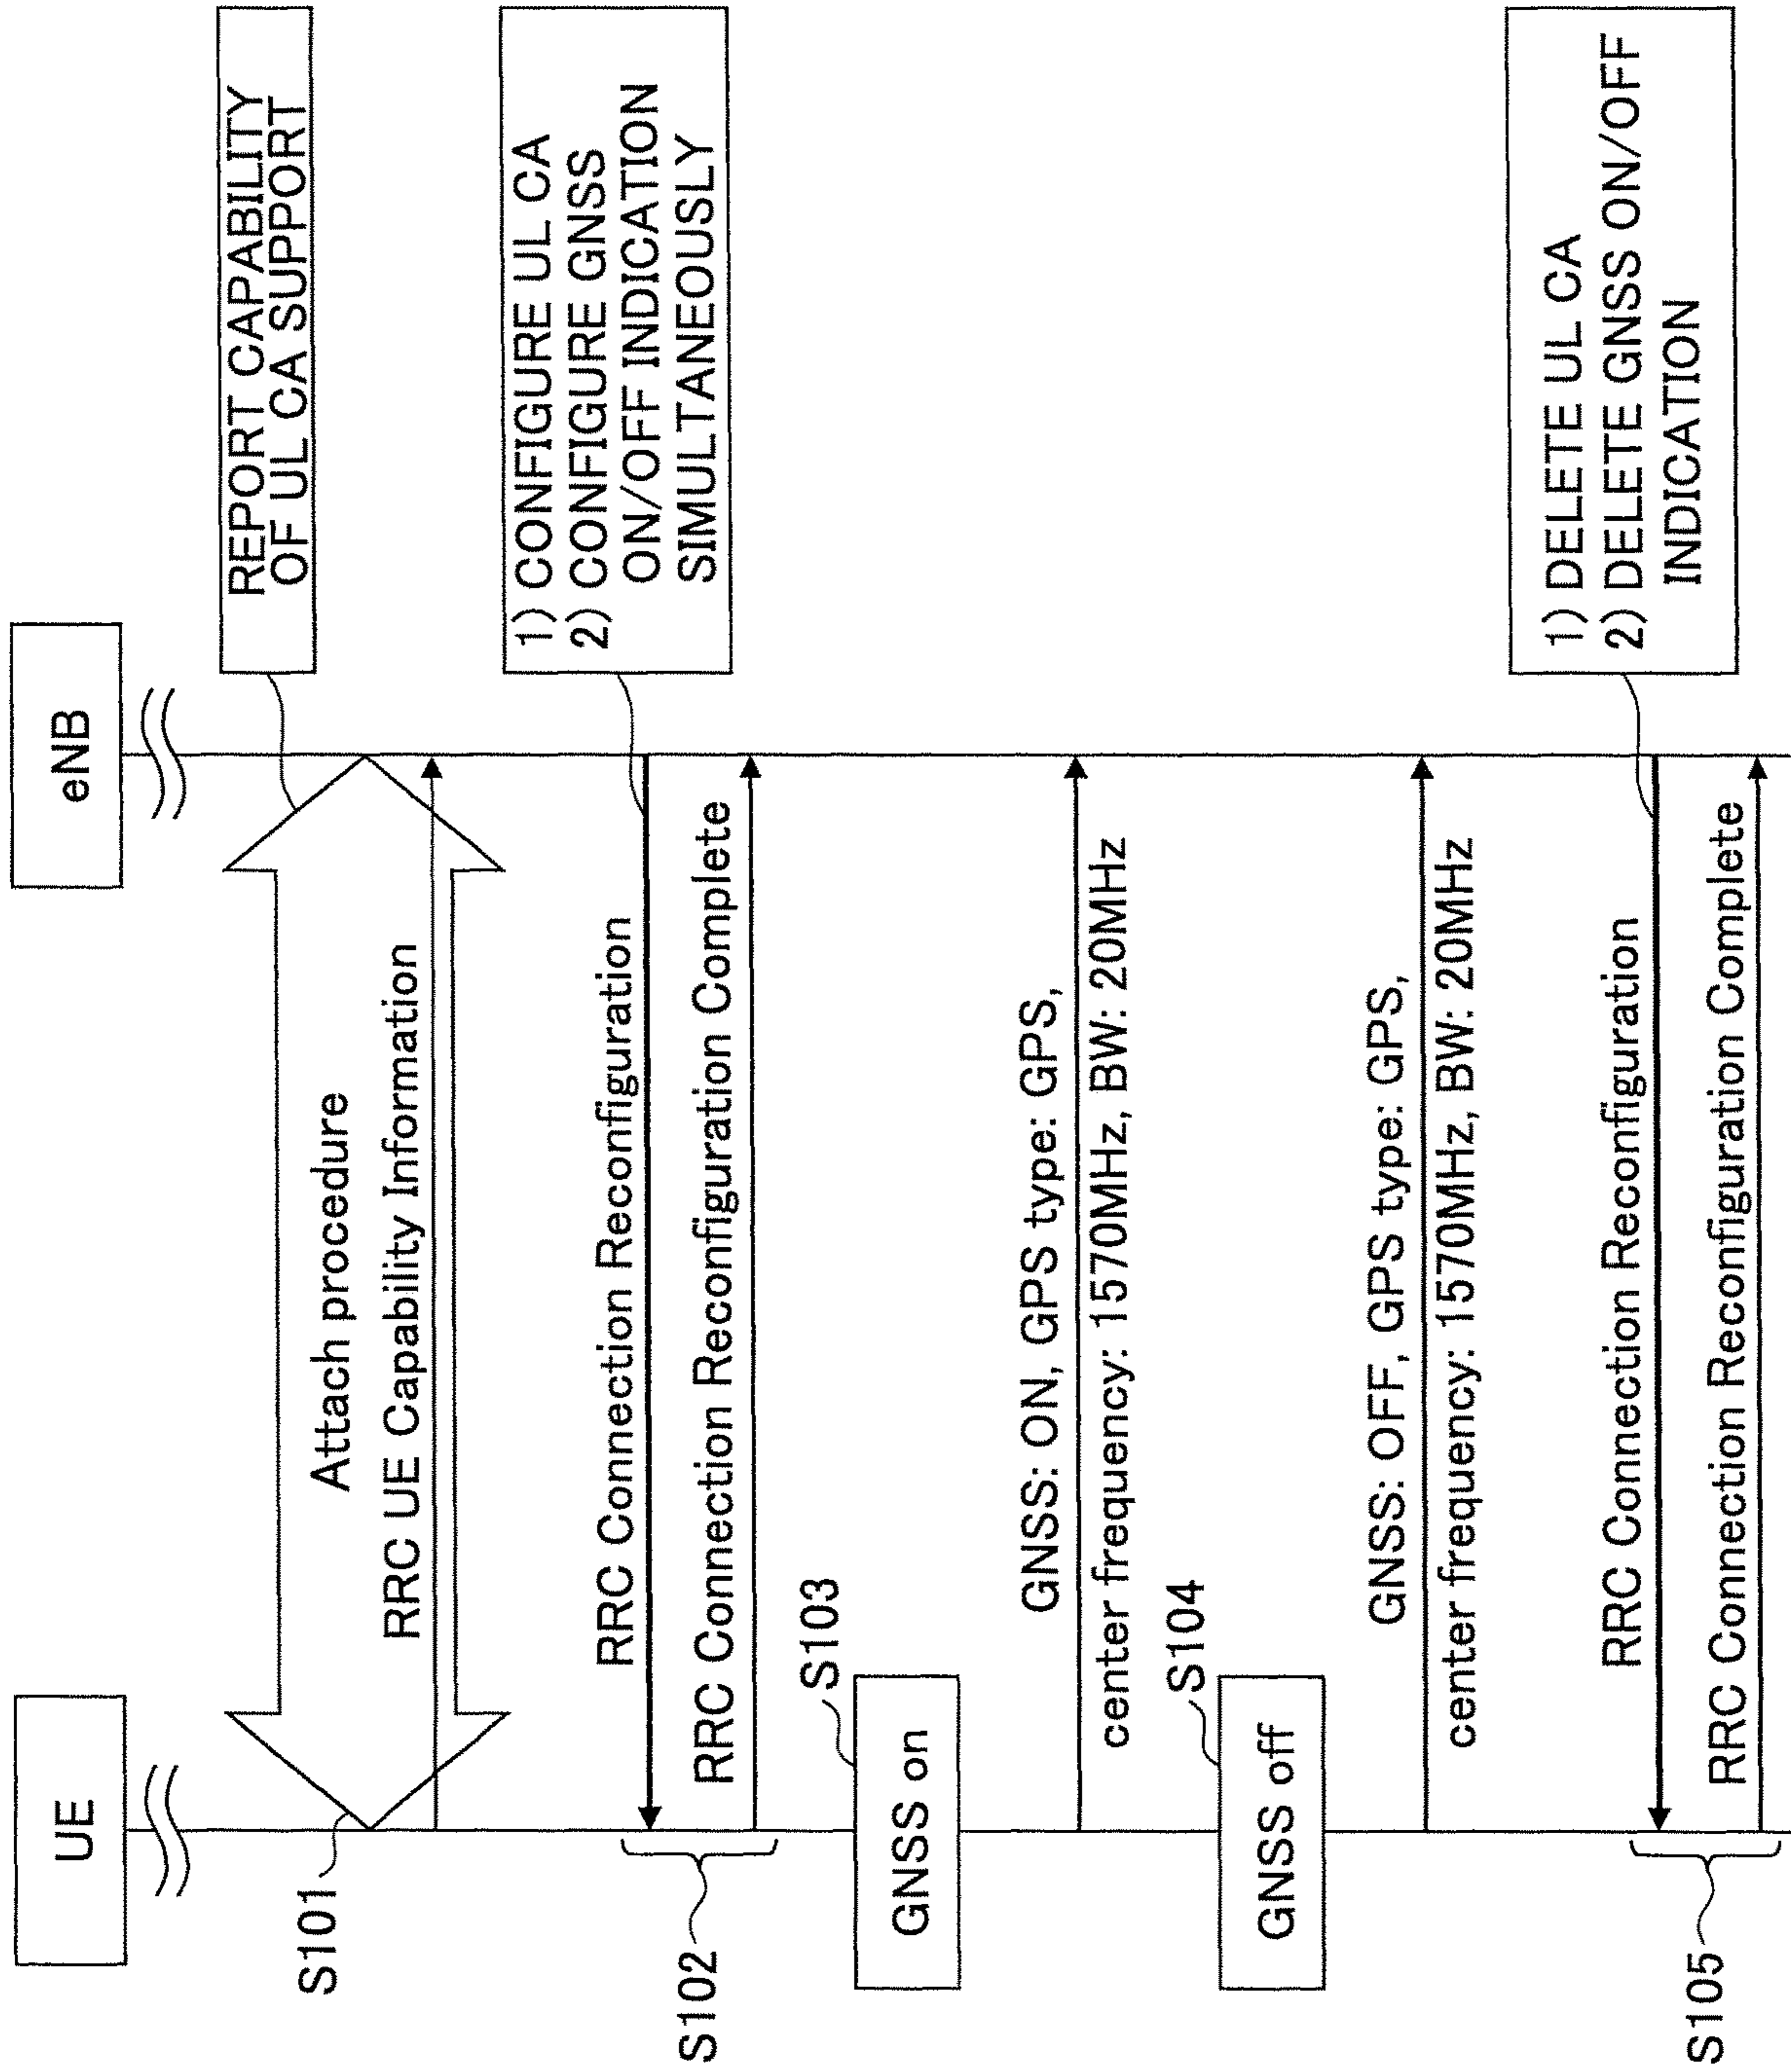 UE
eNB
S101
Attach procedure
RRC UE Capability Information
REPORT CAPABILITY
OF UL CA SUPPORT
S102
RRC Connection Reconfiguration
1) CONFIGURE UL CA
2) CONFIGURE GNSS
ON/OFF INDICATION
SIMULTANEOUSLY
RRC Connection Reconfiguration Complete
S103
GNSS on
GNSS: ON, GPS type: GPS,
center frequency: 1570MHz, BW: 20MHz
S104
GNSS off
GNSS: OFF, GPS type: GPS,
center frequency: 1570MHz, BW: 20MHz
S105
RRC Connection Reconfiguration
1) DELETE UL CA
2) DELETE GNSS ON/OFF
INDICATION
RRC Connection Reconfiguration Complete